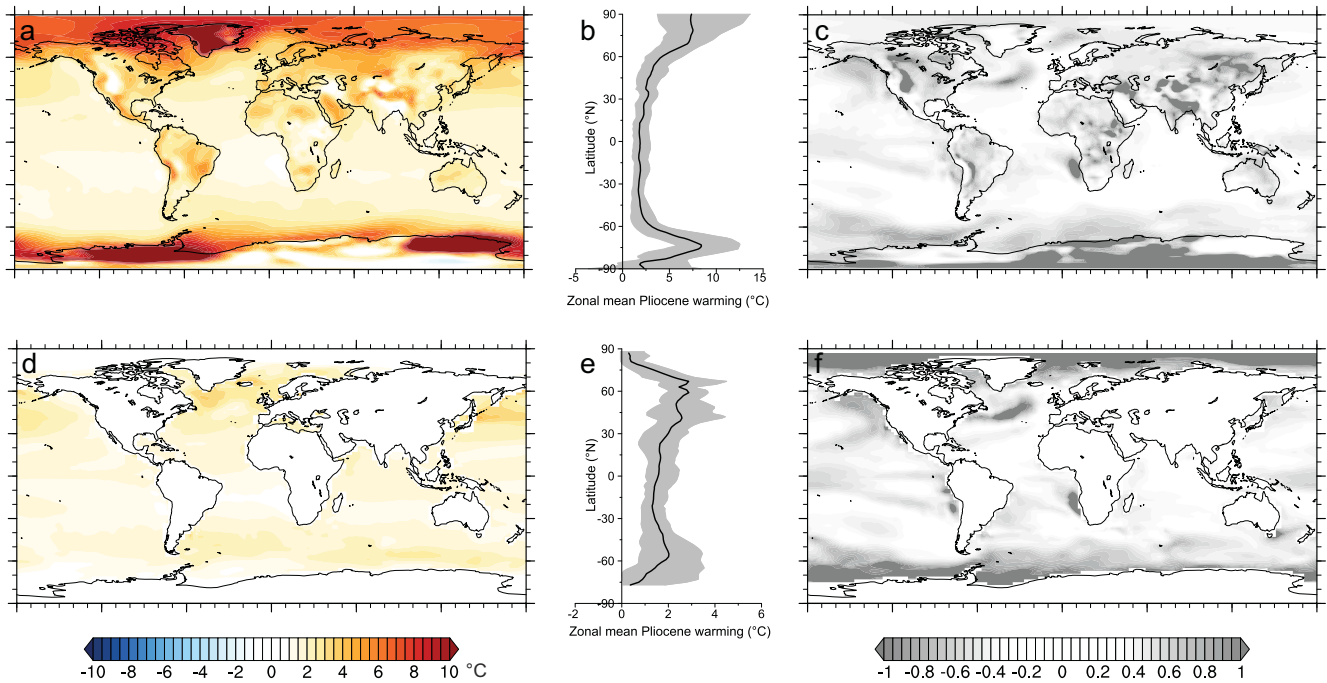 a
b
90
60
30
0
-30
-60
-90
Latitude (°N)
-5
0
5
10
15
Zonal mean Pliocene warming (°C)
c
d
e
90
60
30
0
-30
-60
-90
Latitude (°N)
-2
0
2
4
6
Zonal mean Pliocene warming (°C)
f
-10 -8 -6 -4 -2 0 2 4 6 8 10 °C
-1 -0.8 -0.6 -0.4 -0.2 0 0.2 0.4 0.6 0.8 1